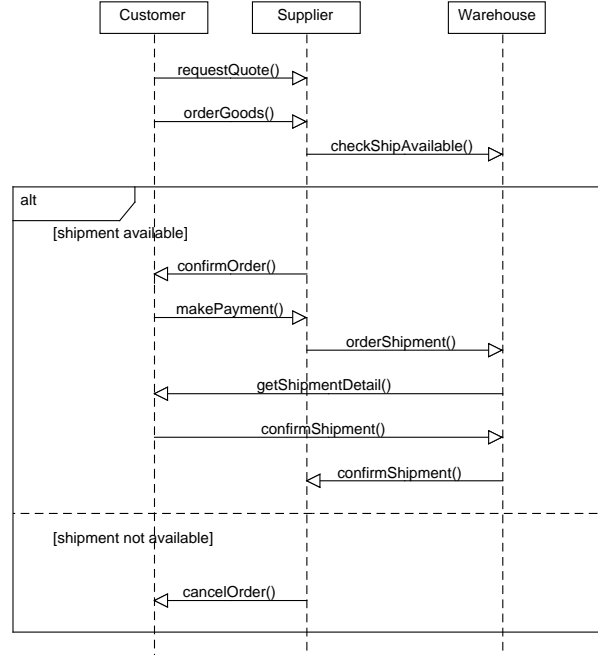 Customer Supplier Warehouse
requestQuote()
orderGoods()
checkShipAvailable()
alt
[shipment available]
confirmOrder()
makePayment()
orderShipment()
getShipmentDetail()
confirmShipment()
confirmShipment()
[shipment not available]
cancelOrder()